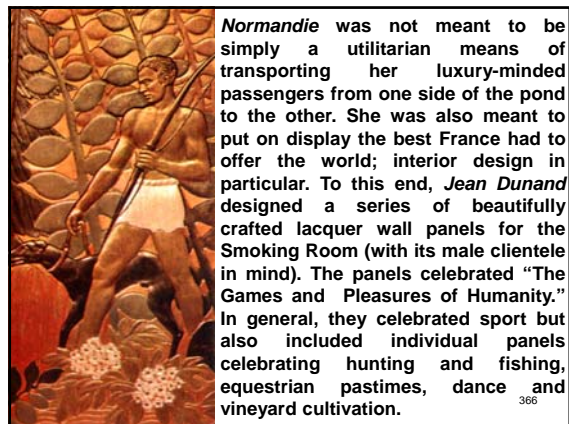 Normandie was not meant to be
simply a utilitarian means of
transporting her luxury-minded
passengers from one side of the pond
to the other. She was also meant to
put on display the best France had to
offer the world; interior design in
particular. To this end, Jean Dunand
designed a series of beautifully
crafted lacquer wall panels for the
Smoking Room (with its male clientele
in mind). The panels celebrated “The
Games and Pleasures of Humanity.”
In general, they celebrated sport but
also included individual panels
celebrating hunting and fishing,
equestrian pastimes, dance and
vineyard cultivation.
366